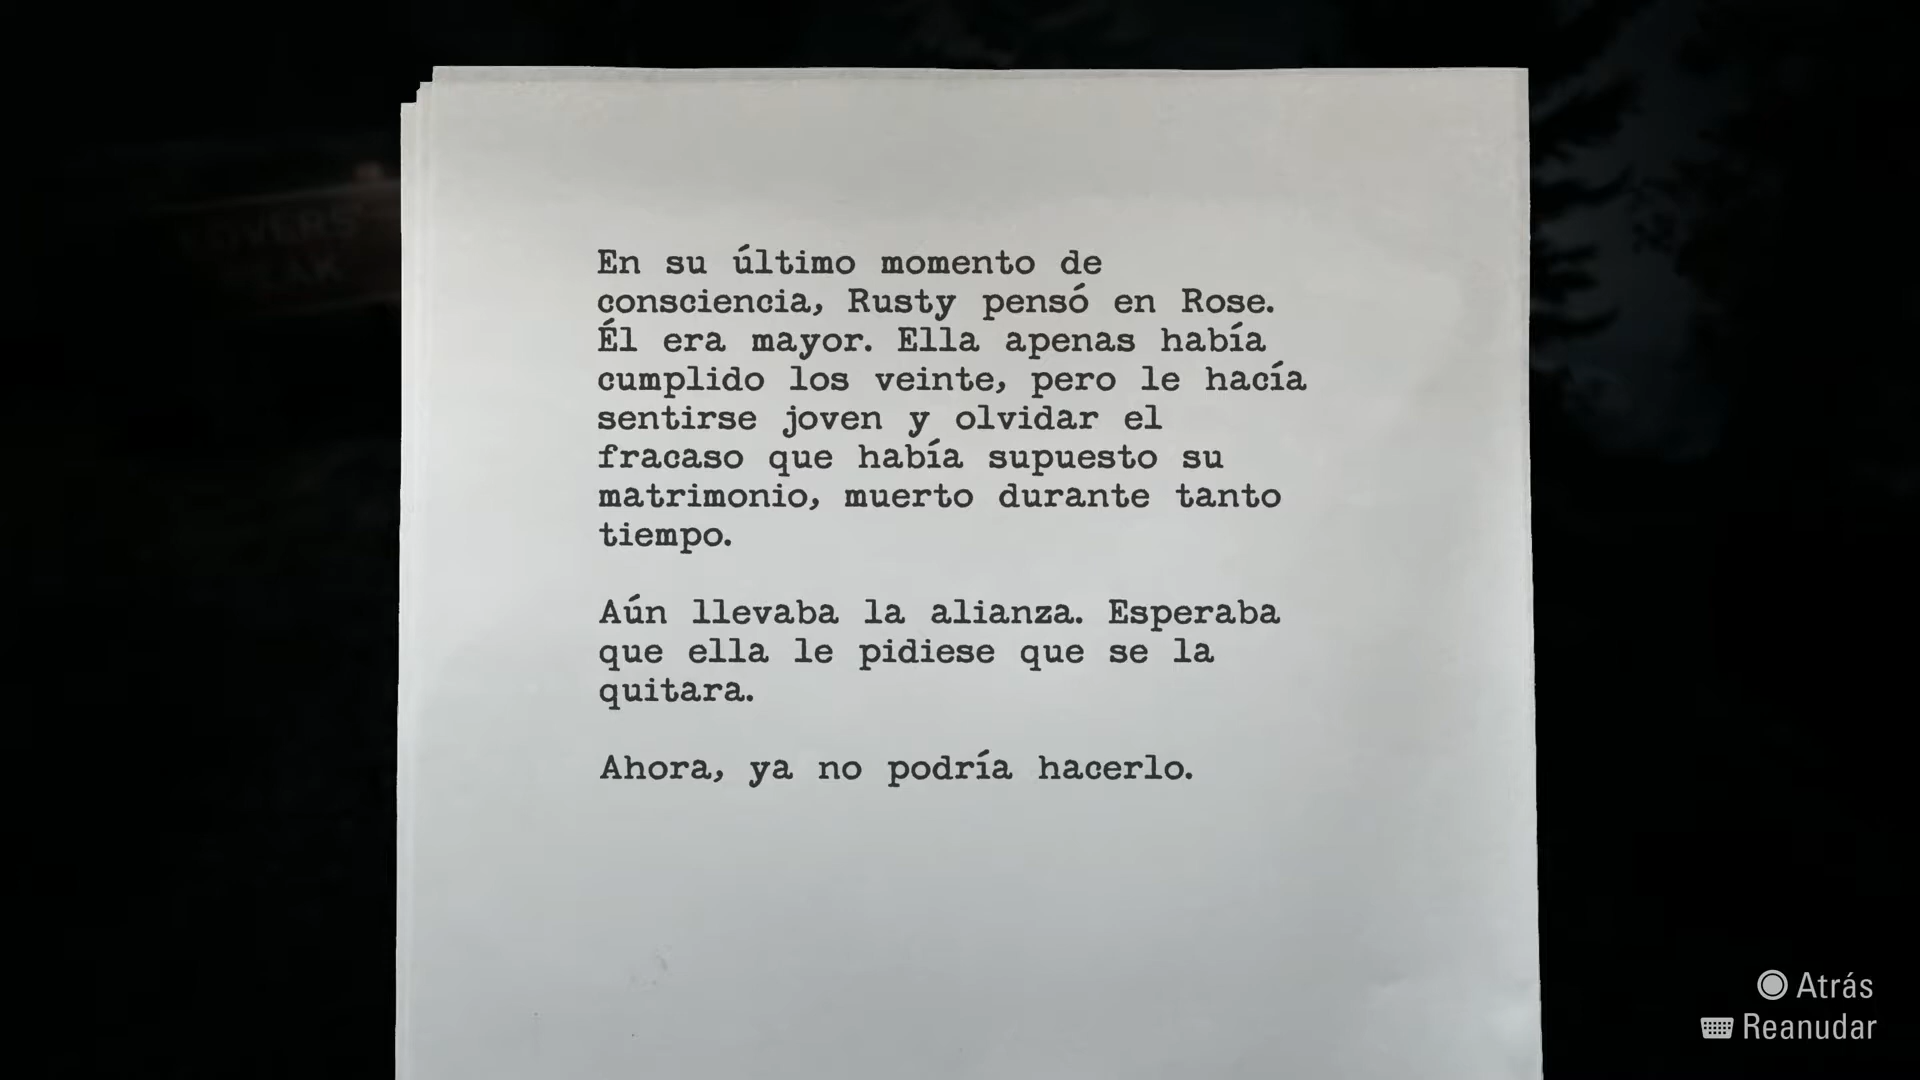 LOVERS'
PEAK
En su último momento de
consciencia, Rusty pensó en Rose.
Él era mayor. Ella apenas había
cumplido los veinte, pero le hacía
sentirse joven y olvidar el
fracaso que había supuesto su
matrimonio, muerto durante tanto
tiempo.
Aún llevaba la alianza. Esperaba
que ella le pidiese que se la
quitara.
Ahora, ya no podría hacerlo.
Atrás
Reanudar